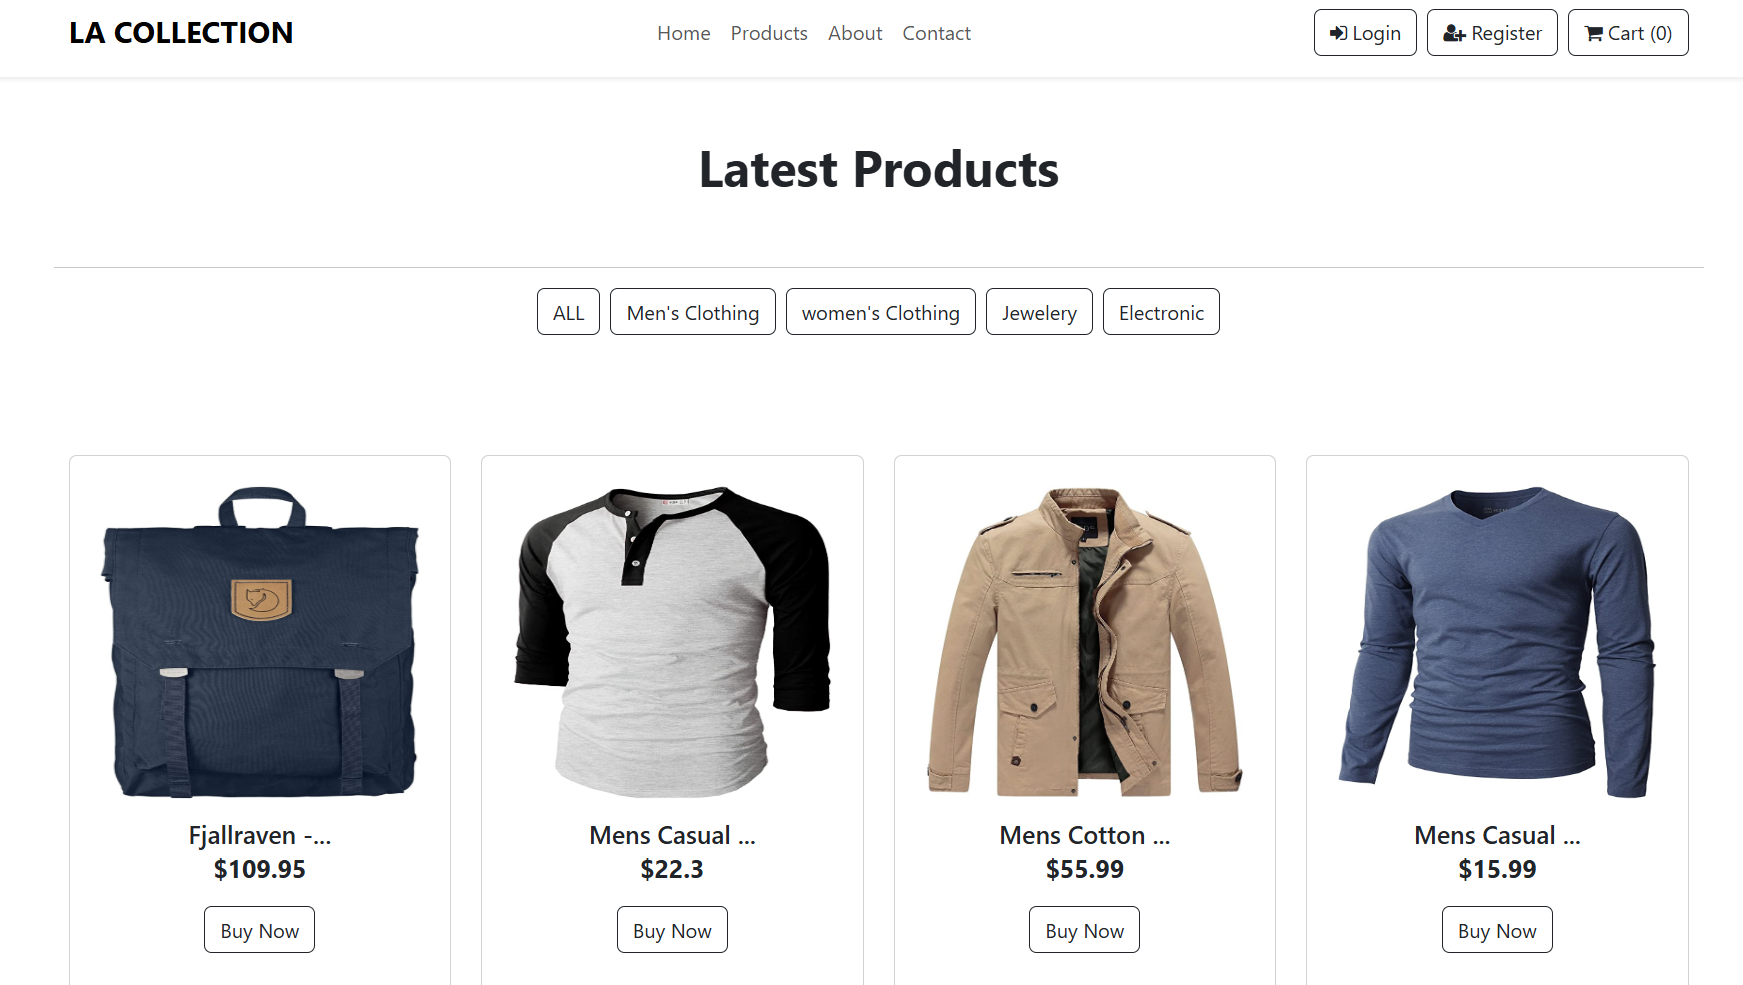 LA COLLECTION
Home Products About Contact
Login Register Cart (0)
Latest Products
ALL Men's Clothing women's Clothing Jewelery Electronic
Fjallraven -...
$109.95
Buy Now
Mens Casual ...
$22.3
Buy Now
Mens Cotton ...
$55.99
Buy Now
Mens Casual ...
$15.99
Buy Now